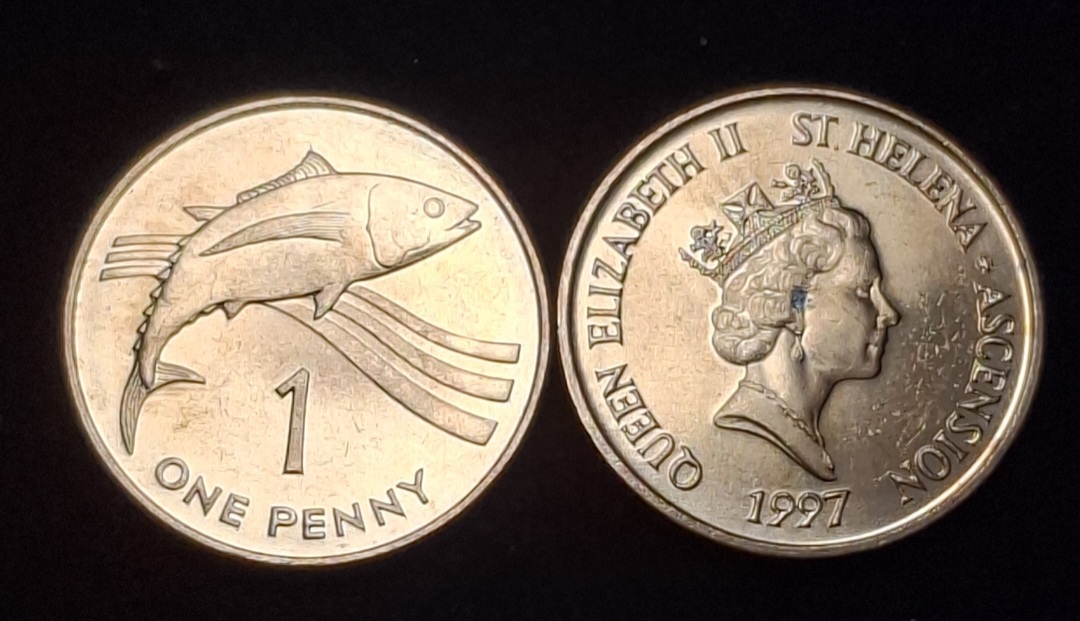 1
ONE PENNY
QUEEN ELIZABETH II ST. HELENA ★ ASCENSION
1997